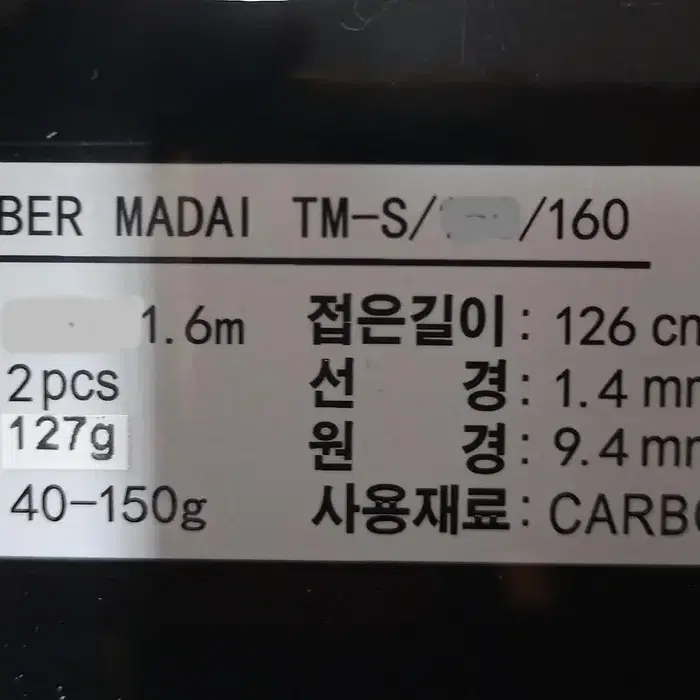 BER MADAI TM-S/ /160
1.6m 접은길이: 126 cm
2pcs 선 경: 1.4 mm
127g 원 경: 9.4 mm
40-150g 사용재료: CARBO